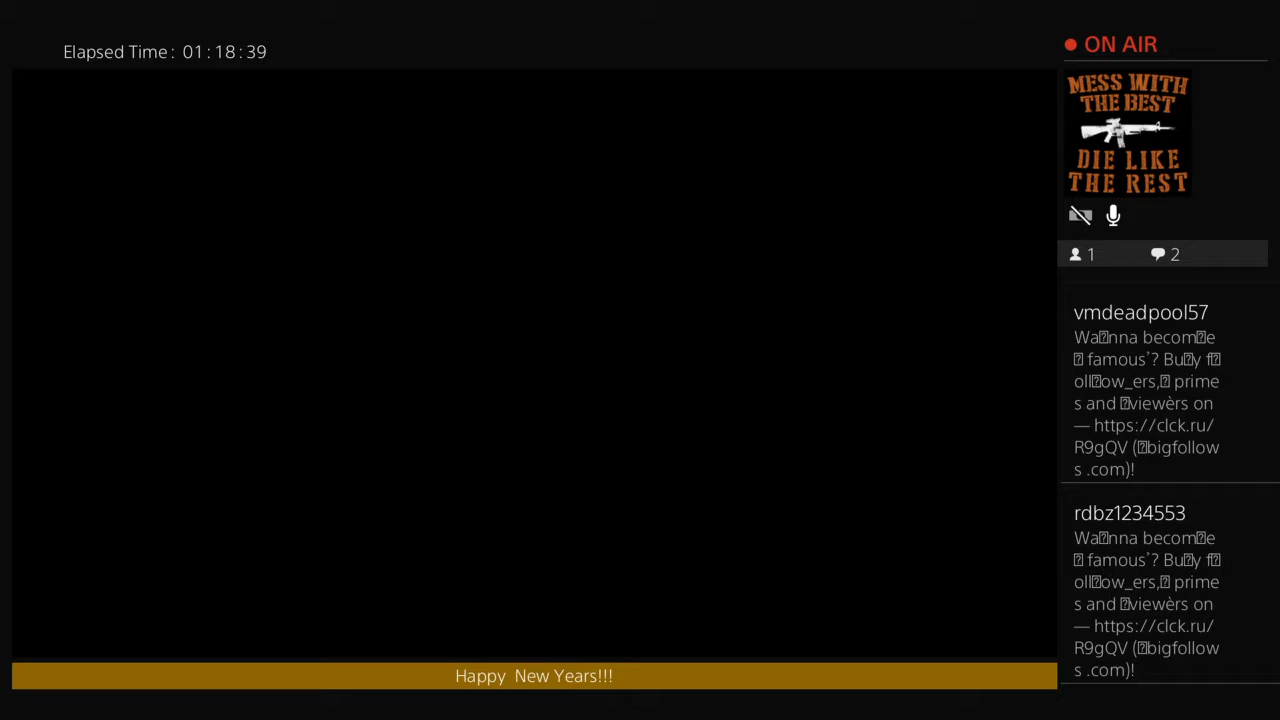 Elapsed Time: 01:18:39
ON AIR
MESS WITH
THE BEST
DIE LIKE
THE REST
1
2
vmdeadpool57
Wa⍰nna becom⍰e
⍰ famous’? Bu⍰y f⍰
oll⍰ow_ers,⍰ prime
s and ⍰viewèrs on
— https://clck.ru/
R9gQV (⍰bigfollow
s .com)!
rdbz1234553
Wa⍰nna becom⍰e
⍰ famous’? Bu⍰y f⍰
oll⍰ow_ers,⍰ prime
s and ⍰viewèrs on
— https://clck.ru/
R9gQV (⍰bigfollow
s .com)!
Happy New Years!!!